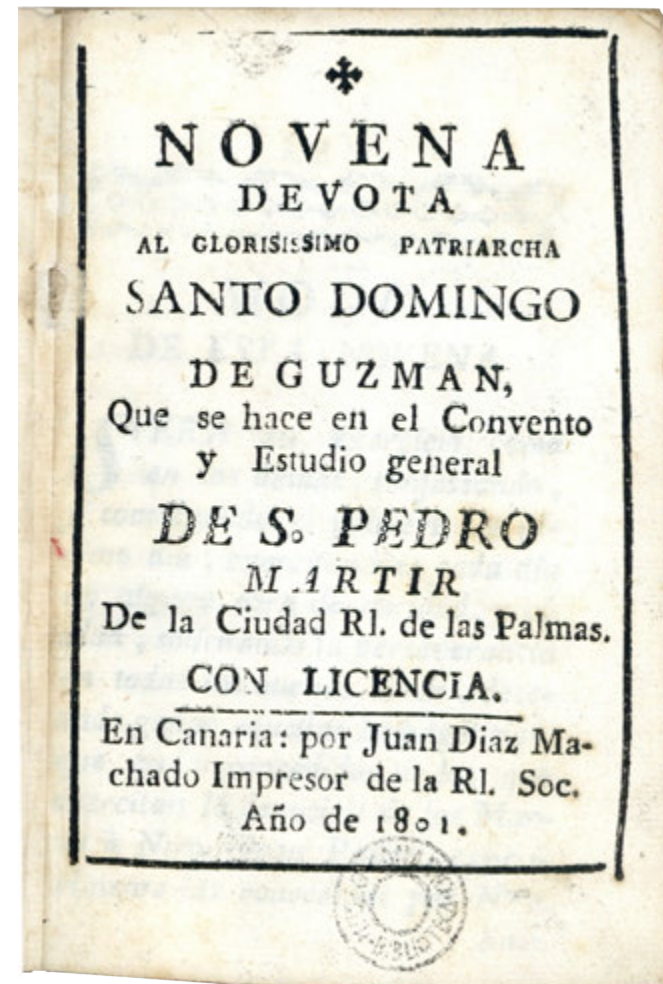 NOVENA
DEVOTA
AL GLORISISSIMO PATRIARCHA
SANTO DOMINGO
DE GUZMAN,
Que se hace en el Convento
y Estudio general
DE Sº PEDRO
MARTIR
De la Ciudad Rl. de las Palmas.
CON LICENCIA.
En Canaria: por Juan Diaz Ma-
chado Impresor de la Rl. Soc.
Año de 1801.